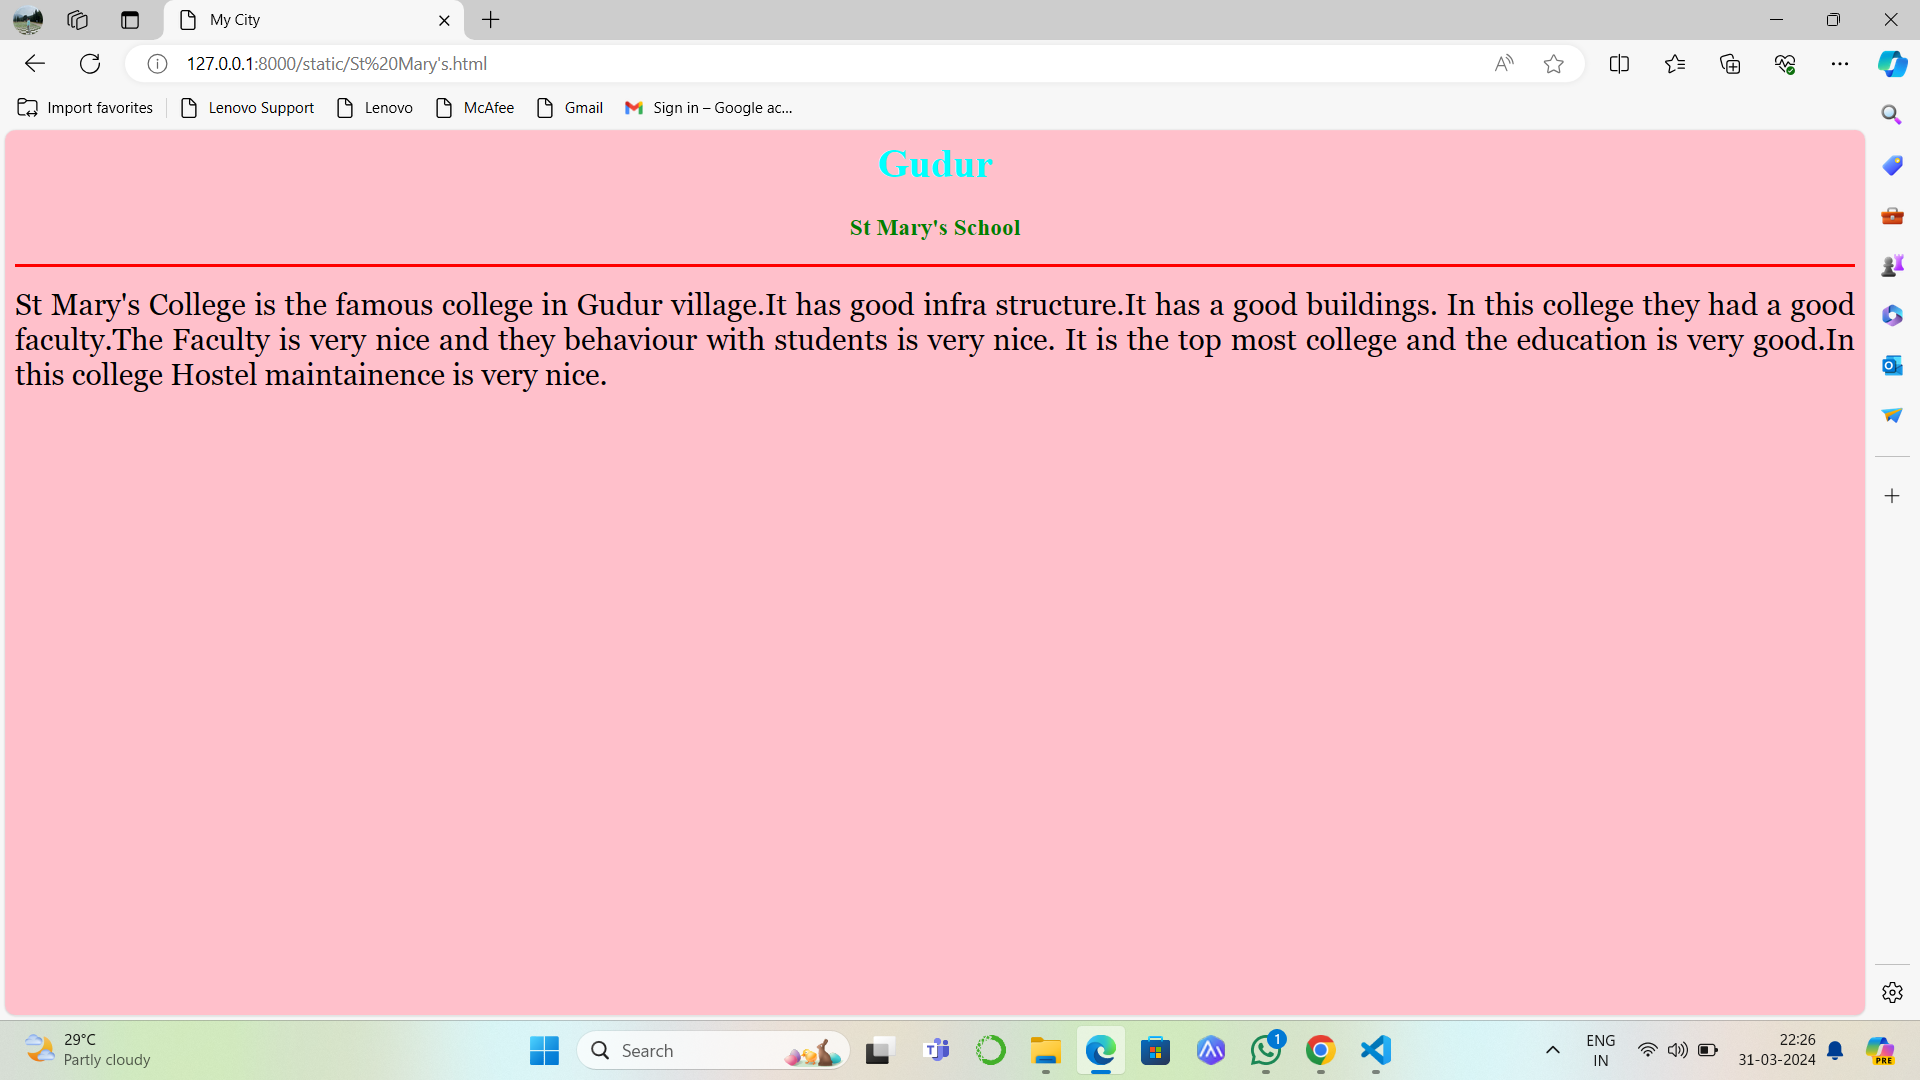 My City
127.0.0.1:8000/static/St%20Mary's.html
Import favorites Lenovo Support Lenovo McAfee Gmail Sign in – Google ac...
Gudur
St Mary's School
St Mary's College is the famous college in Gudur village.It has good infra structure.It has a good buildings. In this college they had a good
faculty.The Faculty is very nice and they behaviour with students is very nice. It is the top most college and the education is very good.In
this college Hostel maintainence is very nice.
29°C
Partly cloudy
Search
1
ENG
IN
22:26
31-03-2024
PRE